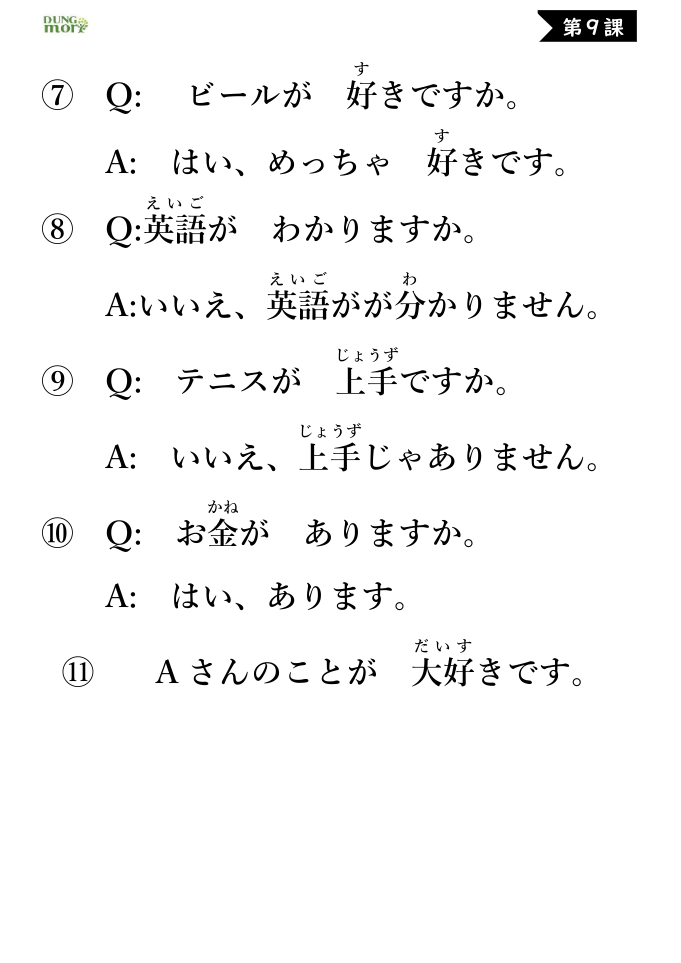 DUNG mori
第9課
⑦ Q: ビールが 好きですか。
す
A: はい、めっちゃ 好きです。
す
⑧ Q:英語が わかりますか。
えいご
A:いいえ、英語がが分かりません。
えいご わ
⑨ Q: テニスが 上手ですか。
じょうず
A: いいえ、上手じゃありません。
じょうず
⑩ Q: お金が ありますか。
かね
A: はい、あります。
⑪ Aさんのことが 大好きです。
だいす